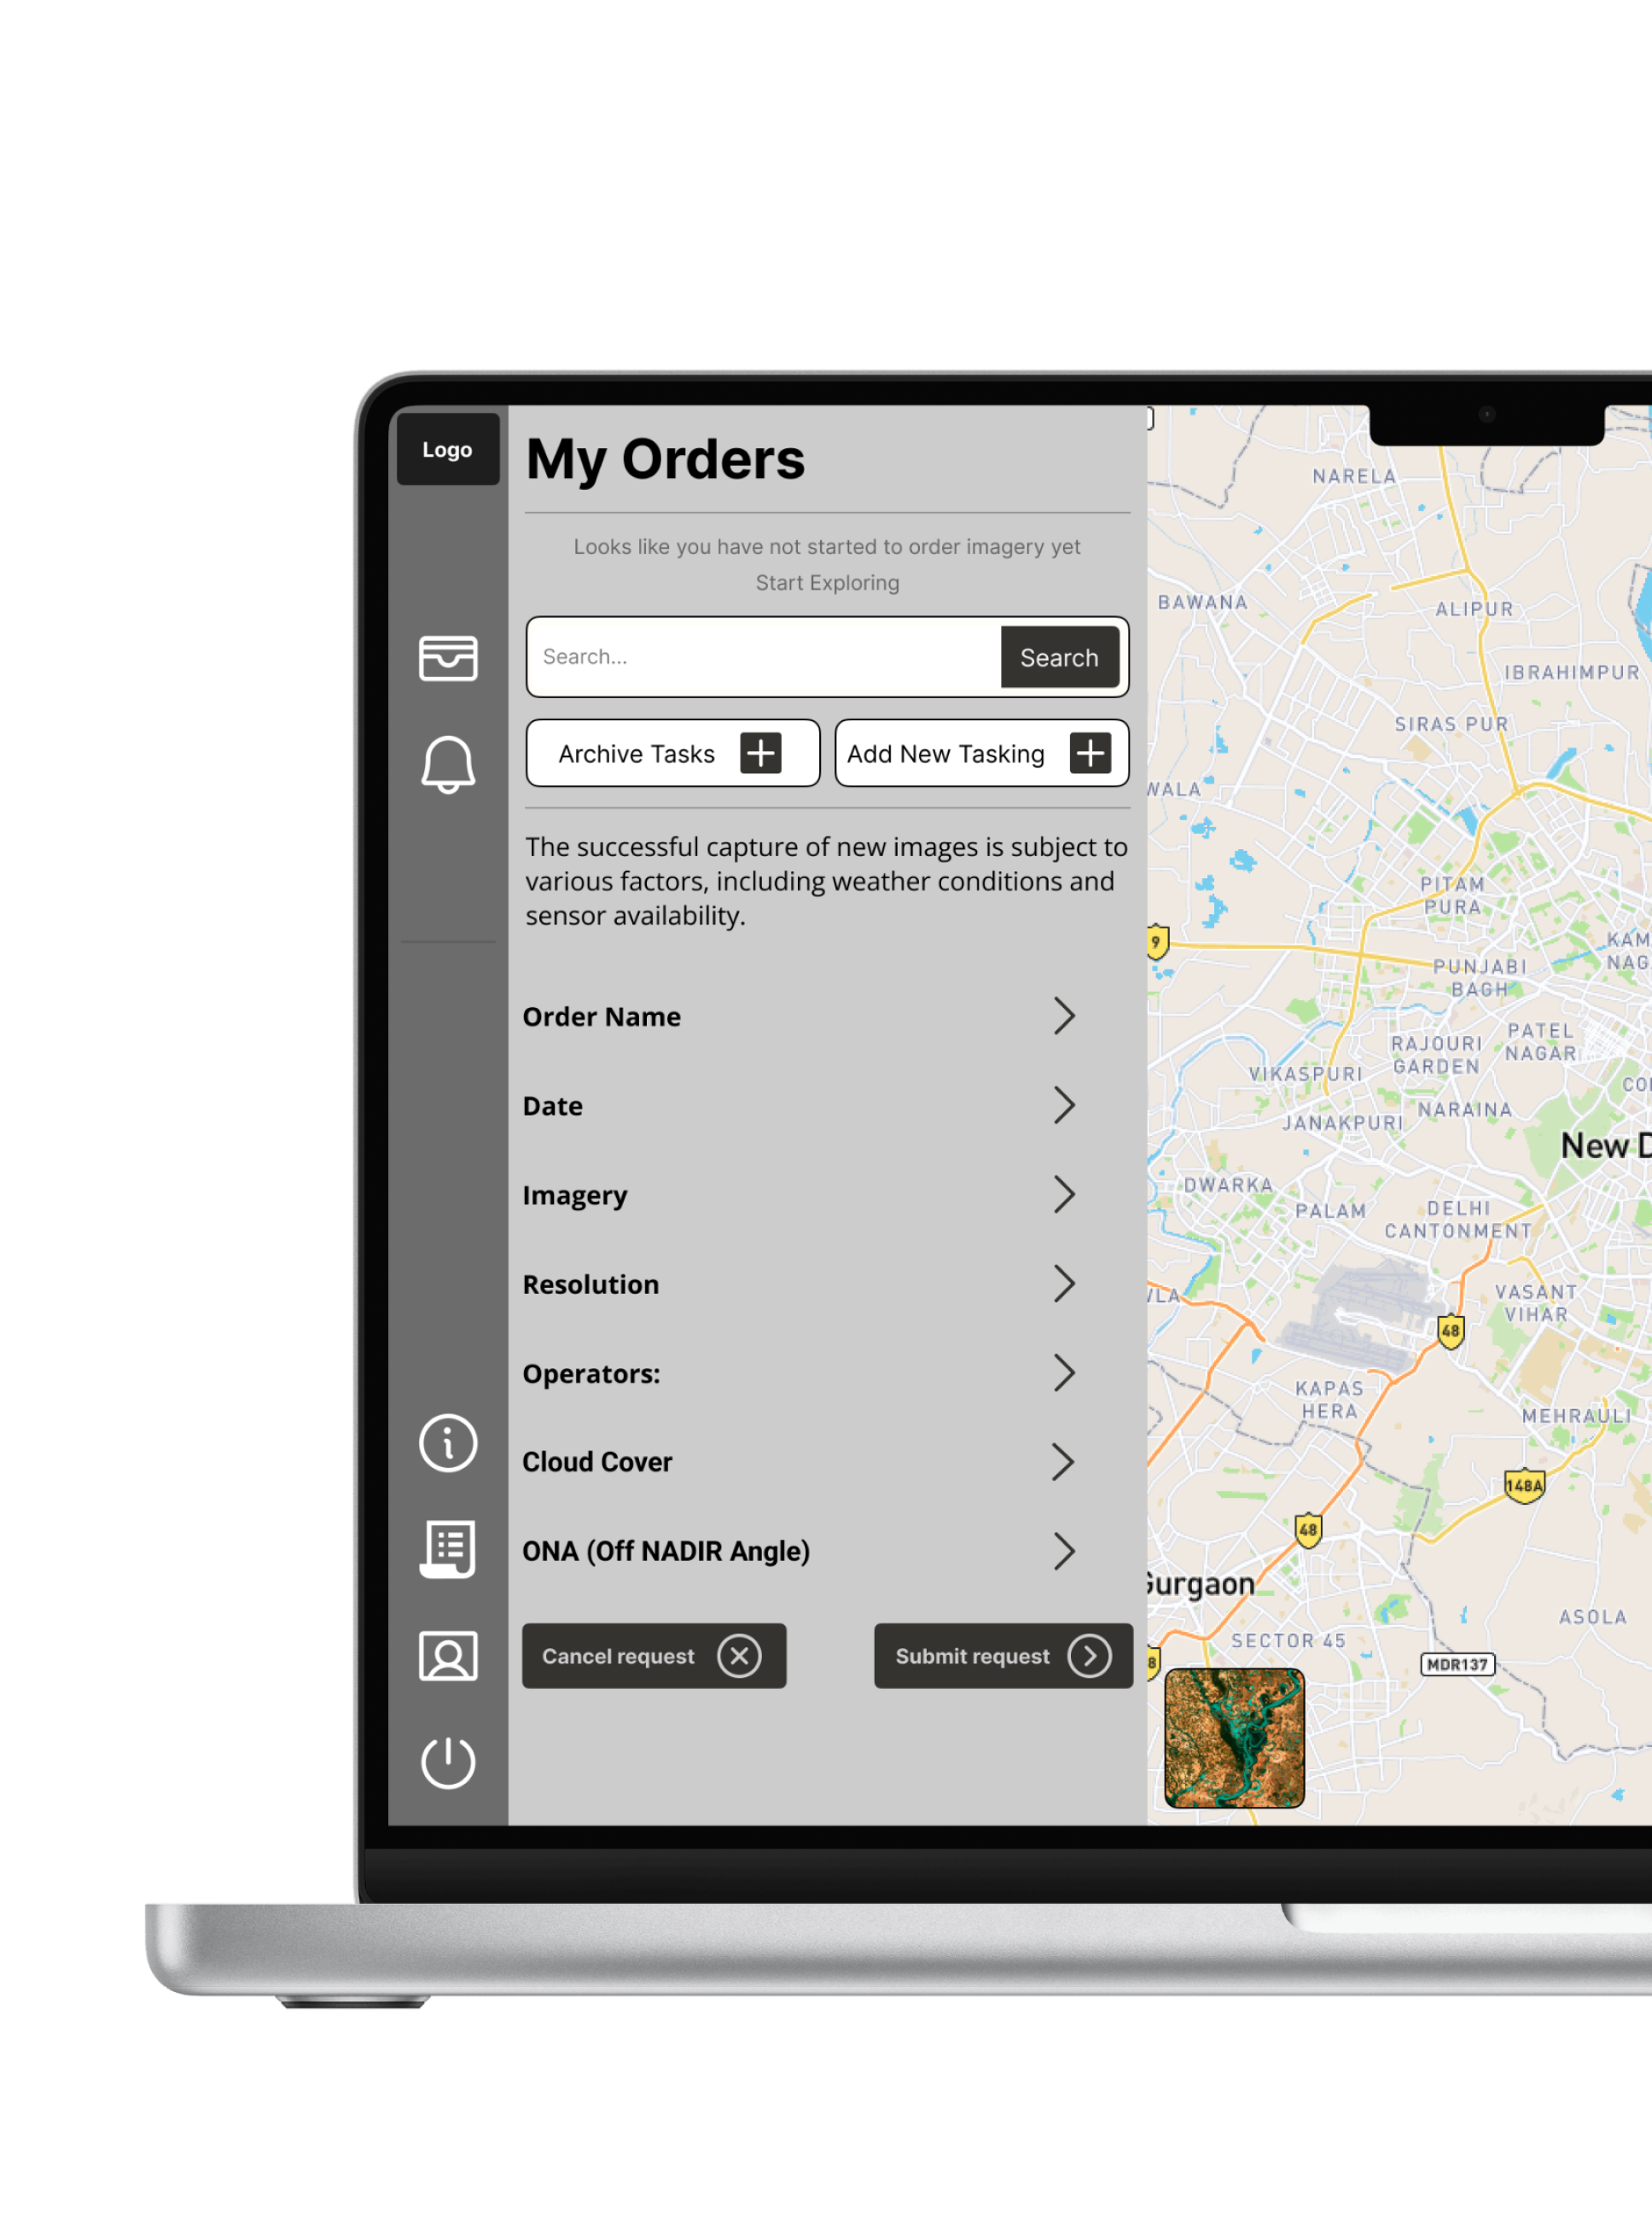 Logo
My Orders
Looks like you have not started to order imagery yet
Start Exploring
Search...
Search
Archive Tasks
Add New Tasking
The successful capture of new images is subject to
various factors, including weather conditions and
sensor availability.
Order Name
Date
Imagery
Resolution
Operators:
Cloud Cover
ONA (Off NADIR Angle)
Cancel request
Submit request
NARELA
BAWANA
ALIPUR
IBRAHIMPUR
SIRAS PUR
WALA
PITAM
PURA
9
KAM
NAG
PUNJABI
BAGH
PATEL
NAGAR
RAJOURI
GARDEN
VIKASPURI
CO
NARAINA
JANAKPURI
New D
DWARKA
PALAM
DELHI
CANTONMENT
VASANT
VIHAR
LA
48
KAPAS
HERA
MEHRAULI
148A
48
Gurgaon
ASOLA
SECTOR 45
8
MDR137